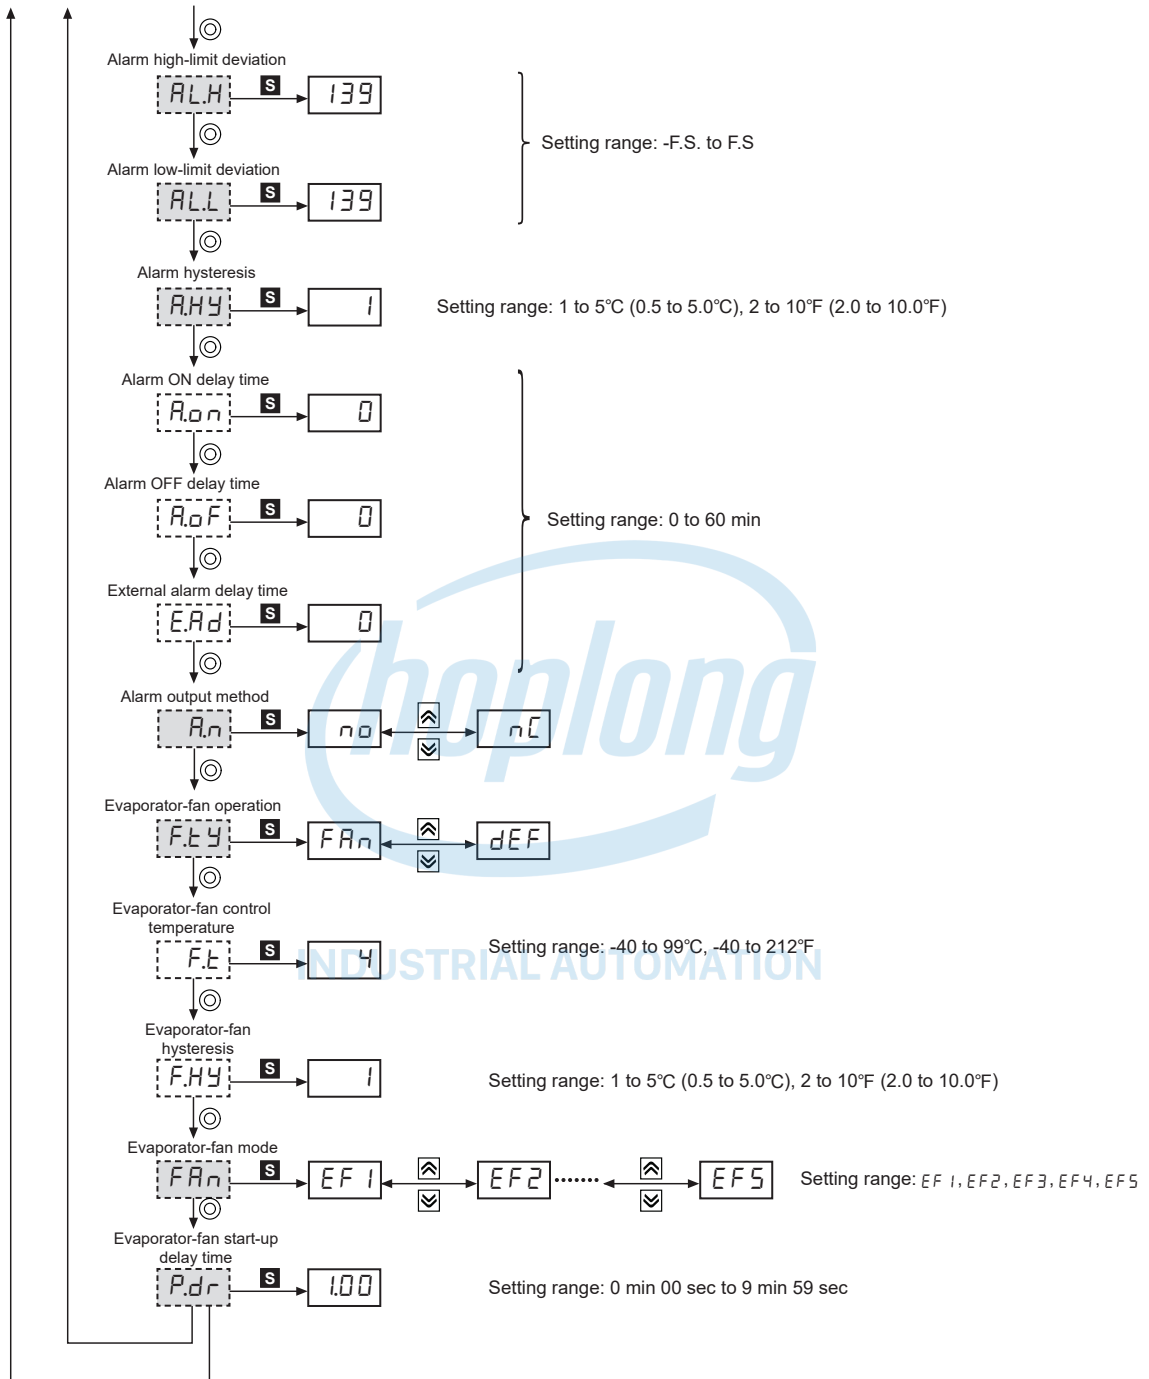 Alarm high-limit deviation
AL.H S 139
Setting range: -F.S. to F.S
Alarm low-limit deviation
AL.L S 139
Alarm hysteresis
A.HY S 1
Setting range: 1 to 5℃ (0.5 to 5.0℃), 2 to 10℉ (2.0 to 10.0℉)
Alarm ON delay time
A.on S 0
Alarm OFF delay time
A.oF S 0
Setting range: 0 to 60 min
External alarm delay time
E.Ad S 0
hoplong
Alarm output method
A.n S no nC
Evaporator-fan operation
F.tY S FAn dEF
Evaporator-fan control
temperature
F.t S 4
Setting range: -40 to 99℃, -40 to 212℉
INDUSTRIAL AUTOMATION
Evaporator-fan
hysteresis
F.HY S 1
Setting range: 1 to 5℃ (0.5 to 5.0℃), 2 to 10℉ (2.0 to 10.0℉)
Evaporator-fan mode
FAn S EF1 EF2 ....... EF5
Setting range: EF1, EF2, EF3, EF4, EF5
Evaporator-fan start-up
delay time
P.dr S 1.00
Setting range: 0 min 00 sec to 9 min 59 sec